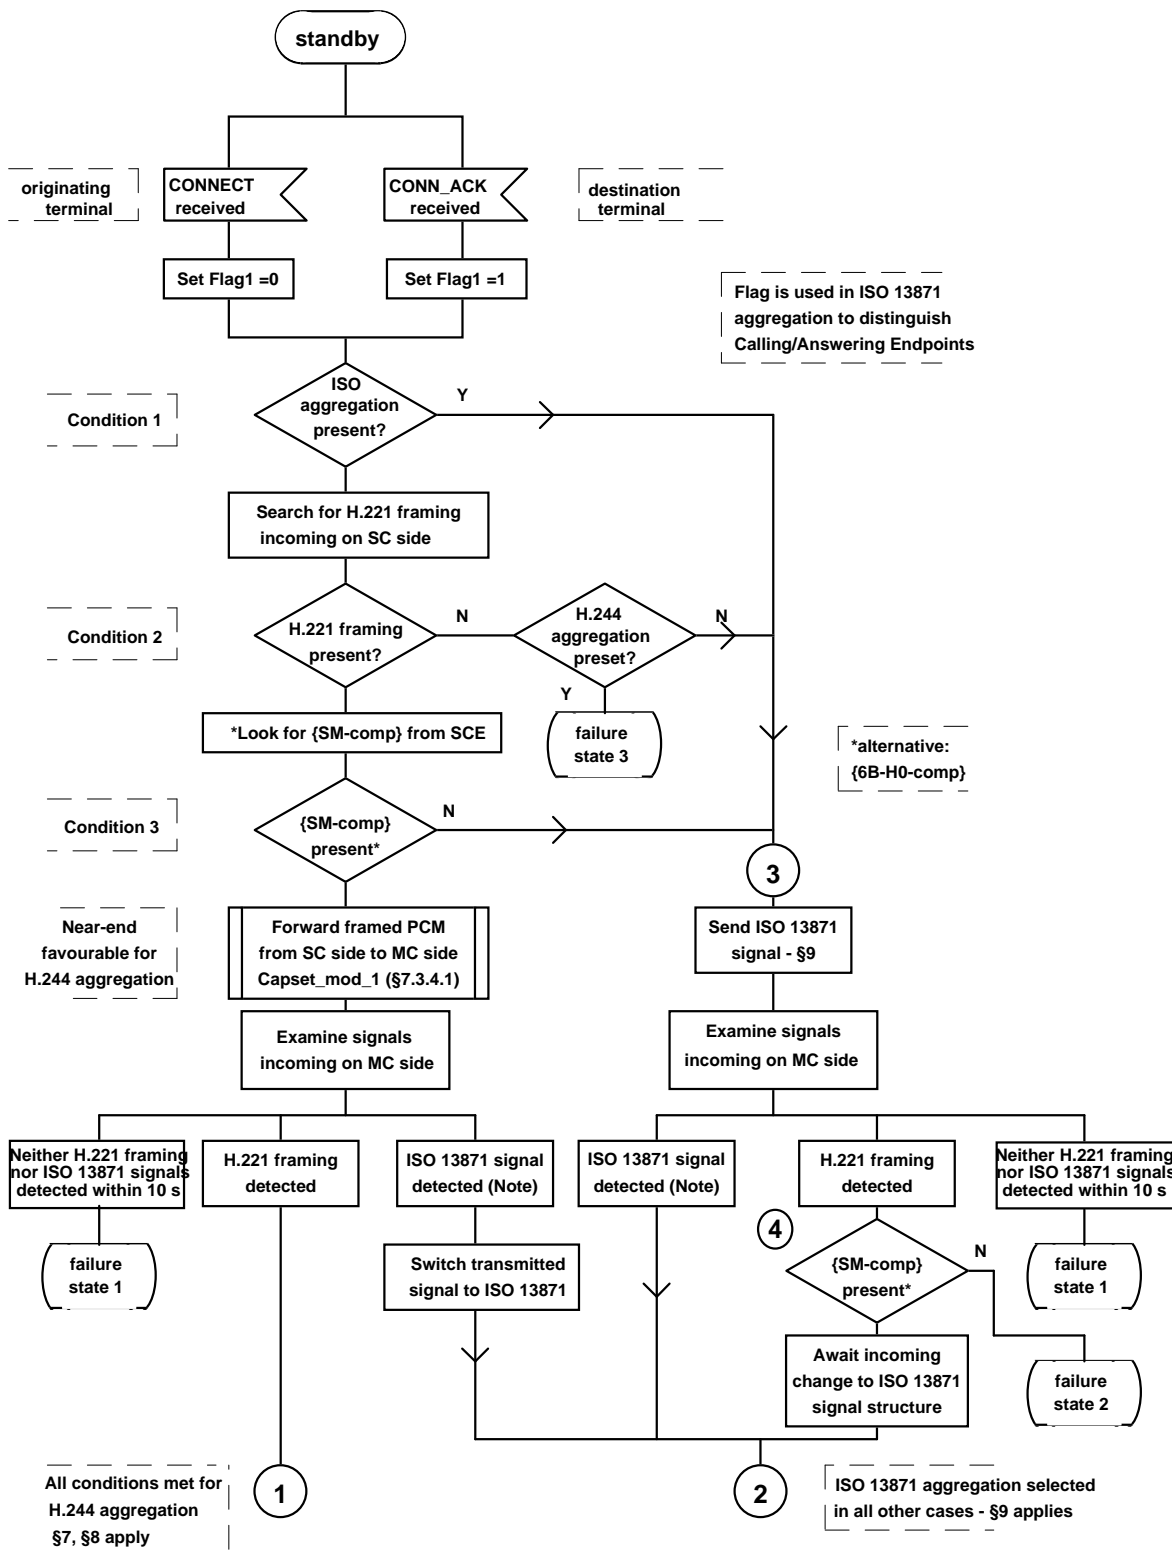 standby
originating
terminal
CONNECT
received
CONN_ACK
received
destination
terminal
Set Flag1 =0
Set Flag1 =1
Flag is used in ISO 13871
aggregation to distinguish
Calling/Answering Endpoints
Condition 1
ISO
aggregation
present?
Y
Search for H.221 framing
incoming on SC side
Condition 2
H.221 framing
present?
N
H.244
aggregation
preset?
N
Y
*Look for {SM-comp} from SCE
failure
state 3
*alternative:
{6B-H0-comp}
Condition 3
{SM-comp}
present*
N
3
Near-end
favourable for
H.244 aggregation
Forward framed PCM
from SC side to MC side
Capset_mod_1 (§7.3.4.1)
Send ISO 13871
signal - §9
Examine signals
incoming on MC side
Examine signals
incoming on MC side
Neither H.221 framing
nor ISO 13871 signals
detected within 10 s
H.221 framing
detected
ISO 13871 signal
detected (Note)
ISO 13871 signal
detected (Note)
H.221 framing
detected
Neither H.221 framing
nor ISO 13871 signals
detected within 10 s
failure
state 1
Switch transmitted
signal to ISO 13871
4
{SM-comp}
present*
N
failure
state 1
Await incoming
change to ISO 13871
signal structure
failure
state 2
All conditions met for
H.244 aggregation
§7, §8 apply
1
2
ISO 13871 aggregation selected
in all other cases - §9 applies